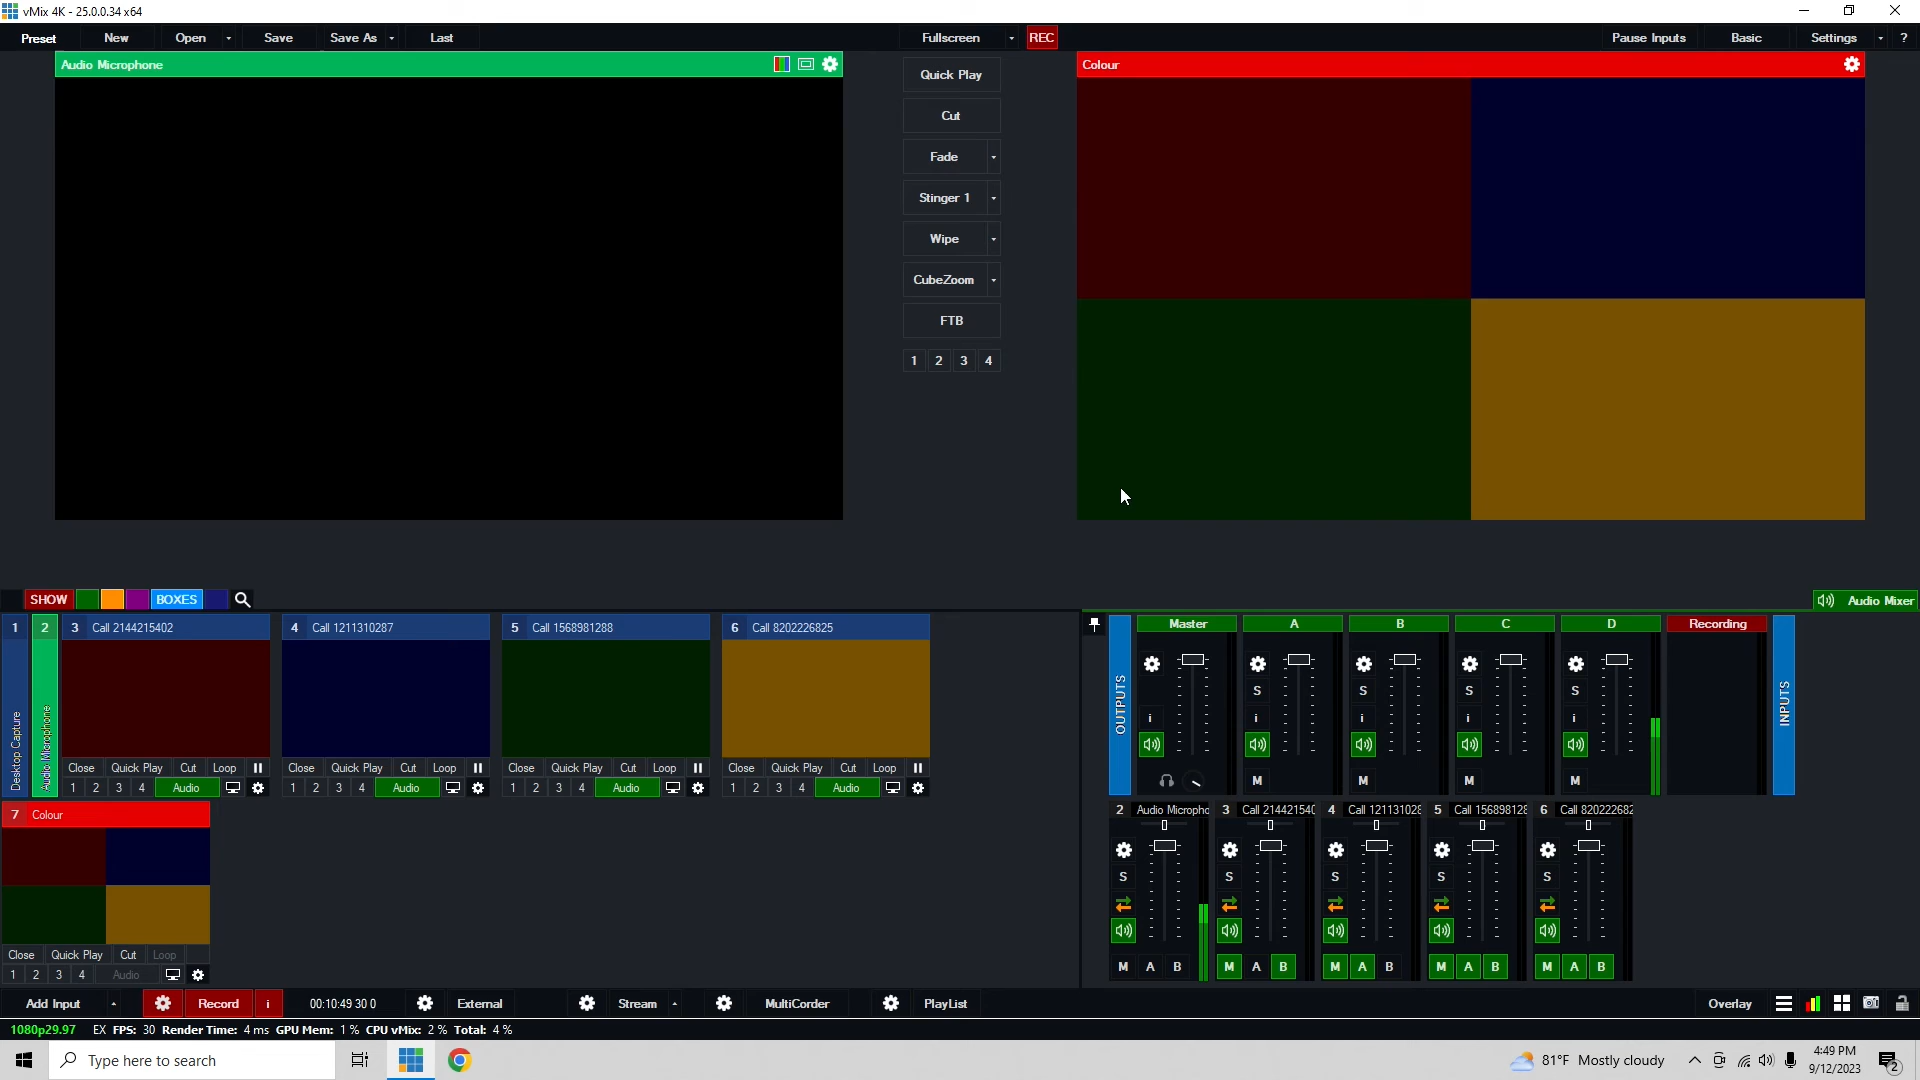 vMix 4K - 25.0.0.34 x64
Preset New Open Save Save As Last Fullscreen REC Pause Inputs Basic Settings ?
Audio Microphone
Colour
Quick Play
Cut
Fade
Stinger 1
Wipe
CubeZoom
FTB
1 2 3 4
SHOW BOXES
Audio Mixer
1 Desktop Capture
2 Audio Microphone
3 Call 2144215402
4 Call 1211310287
5 Call 1568981288
6 Call 8202226825
Close Quick Play Cut Loop Close Quick Play Cut Loop Close Quick Play Cut Loop Close Quick Play Cut Loop
1 2 3 4 Audio 1 2 3 4 Audio 1 2 3 4 Audio 1 2 3 4 Audio
7 Colour
Close Quick Play Cut Loop
1 2 3 4 Audio
OUTPUTS
Master A B C D Recording
INPUTS
S S S S
i i i i i
M M M M
2 Audio Micropho 3 Call 214421540 4 Call 121131028 5 Call 156898128 6 Call 820222682
S S S S S
M A B M A B M A B M A B M A B
Add Input Record i 00:10:49 30 0 External Stream MultiCorder PlayList Overlay
1080p29.97 EX FPS: 30 Render Time: 4 ms GPU Mem: 1 % CPU vMix: 2 % Total: 4 %
Type here to search
81°F Mostly cloudy
4:49 PM
9/12/2023
2